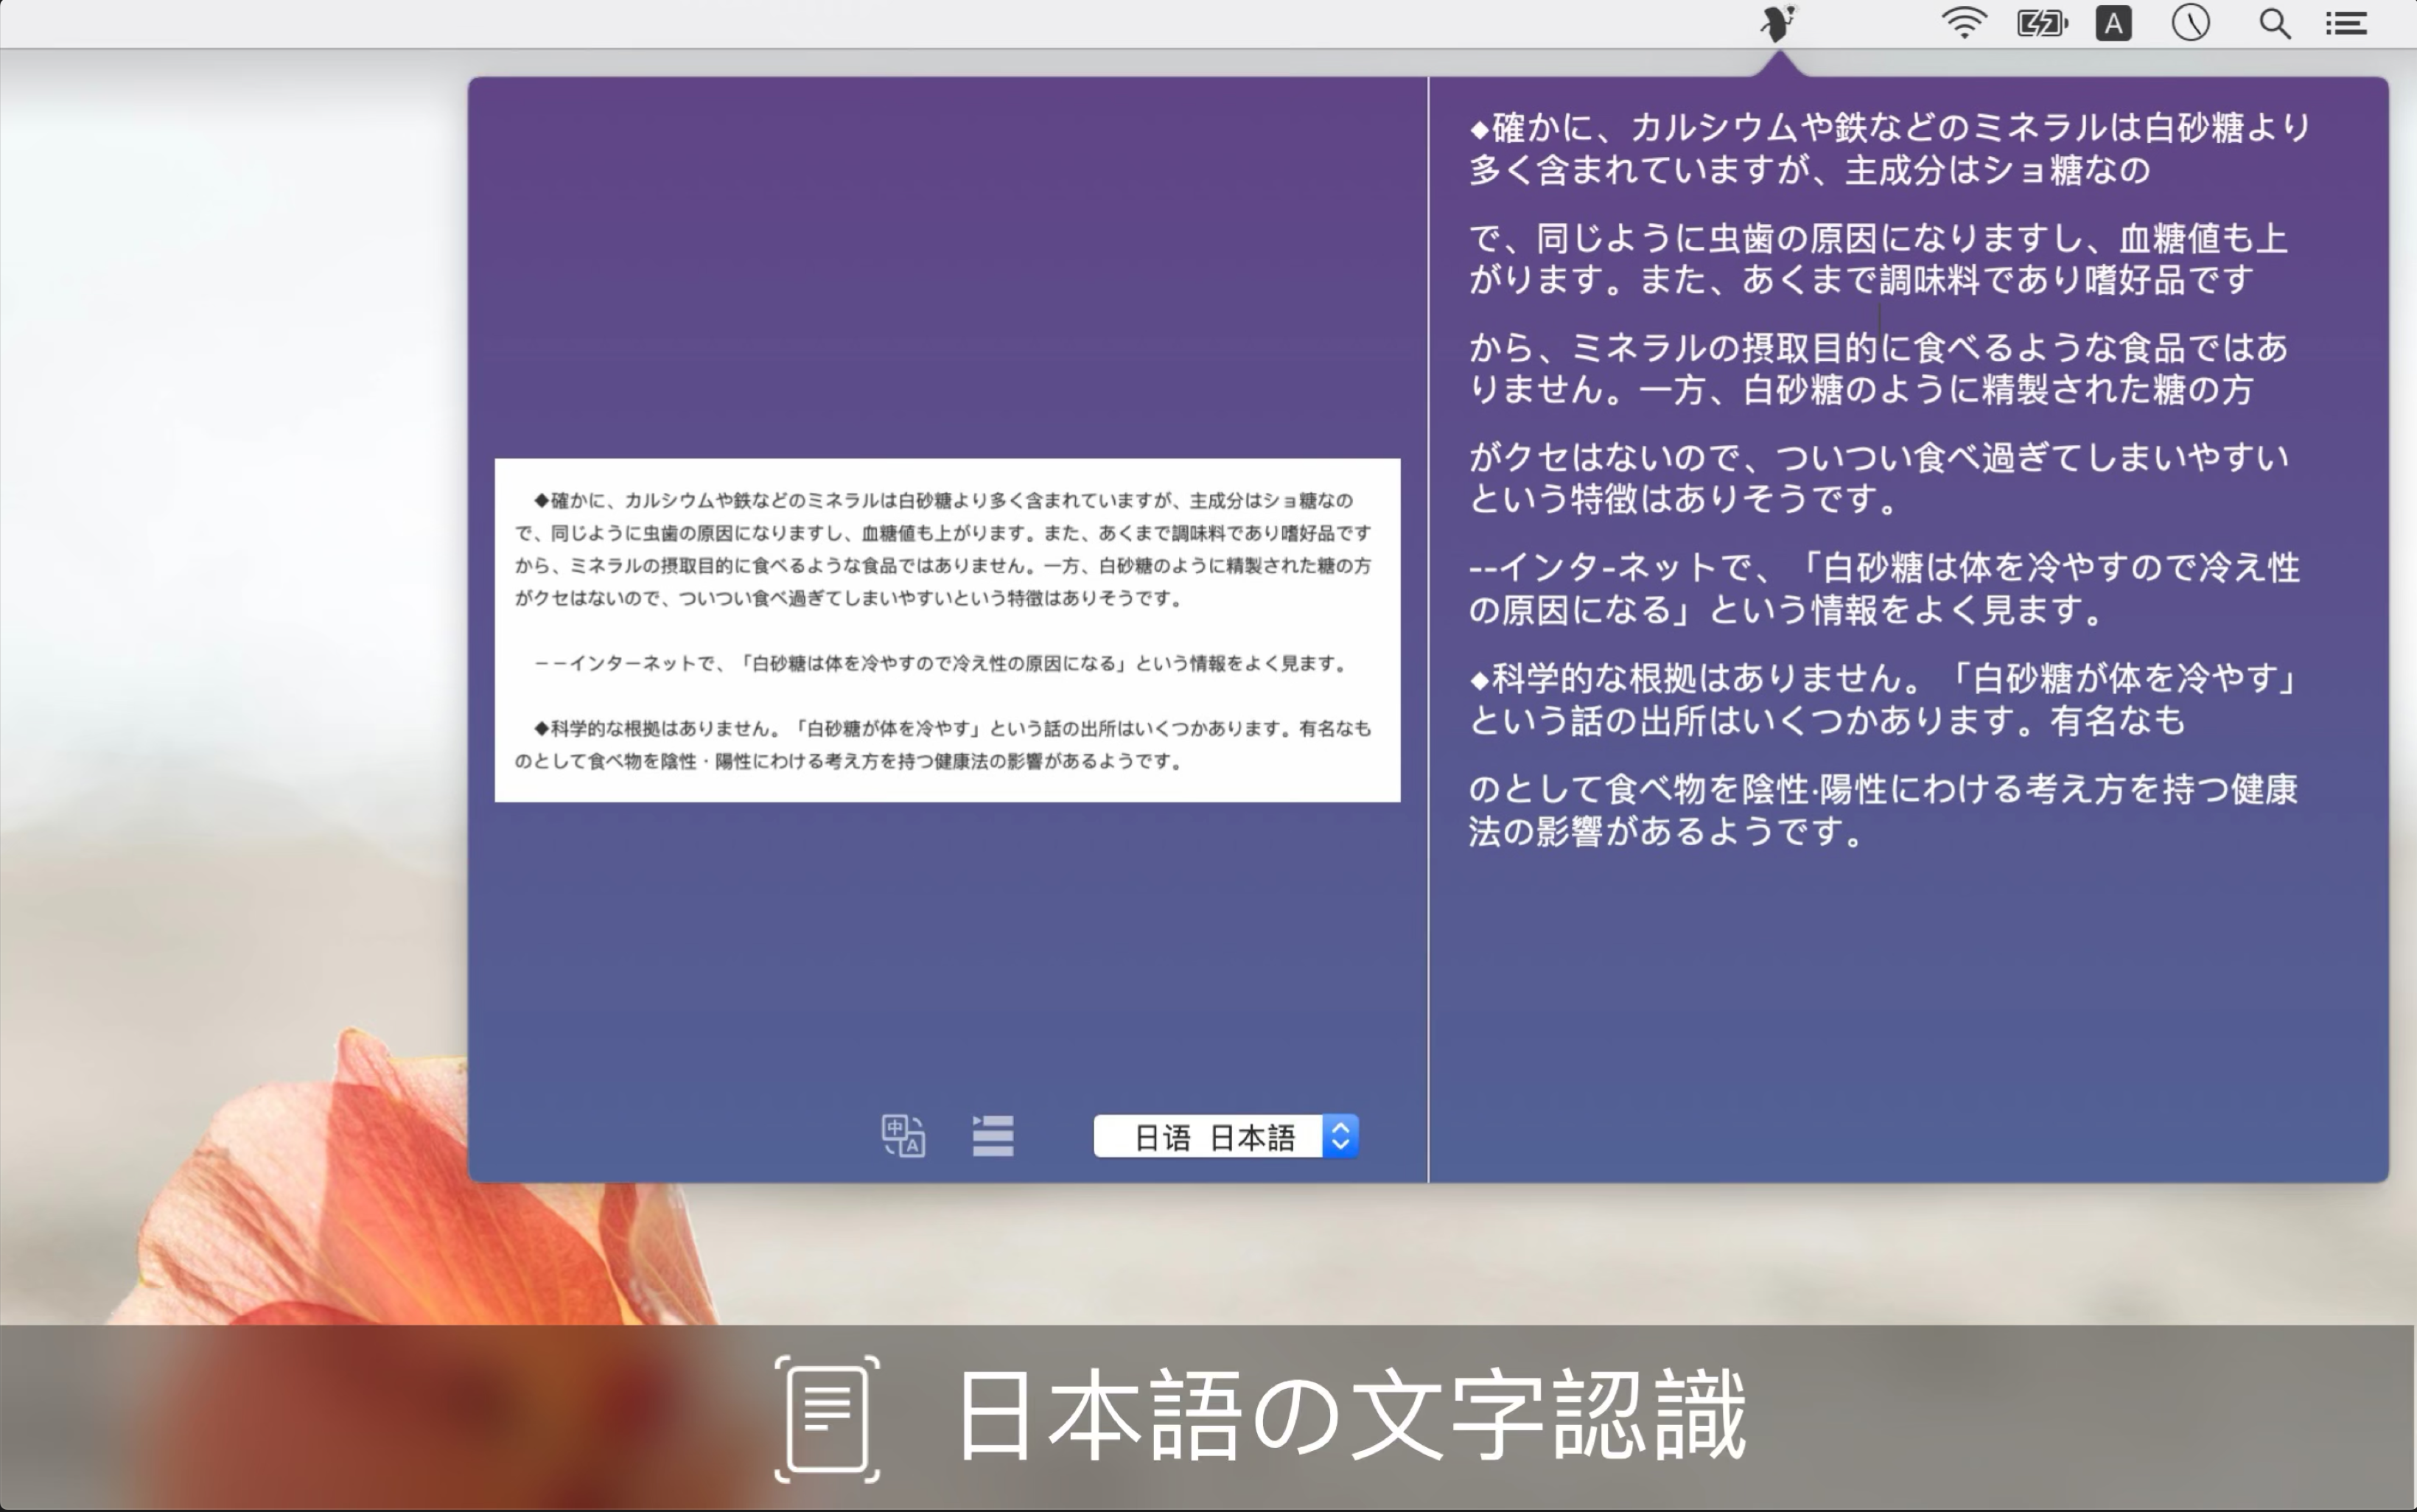 A
◆確かに、カルシウムや鉄などのミネラルは白砂糖より多く含まれていますが、主成分はショ糖なの
で、同じように虫歯の原因になりますし、血糖値も上がります。また、あくまで調味料であり嗜好品です
から、ミネラルの摂取目的に食べるような食品ではありません。一方、白砂糖のように精製された糖の方
がクセはないので、ついつい食べ過ぎてしまいやすいという特徴はありそうです。
−−インターネットで、「白砂糖は体を冷やすので冷え性の原因になる」という情報をよく見ます。
◆科学的な根拠はありません。「白砂糖が体を冷やす」という話の出所はいくつかあります。有名なも
のとして食べ物を陰性・陽性にわける考え方を持つ健康法の影響があるようです。
中
A
日语 日本語
◆確かに、カルシウムや鉄などのミネラルは白砂糖より
多く含まれていますが、主成分はショ糖なの
で、同じように虫歯の原因になりますし、血糖値も上
がります。また、あくまで調味料であり嗜好品です
から、ミネラルの摂取目的に食べるような食品ではあ
りません。一方、白砂糖のように精製された糖の方
がクセはないので、ついつい食べ過ぎてしまいやすい
という特徴はありそうです。
--インタ-ネットで、「白砂糖は体を冷やすので冷え性
の原因になる」という情報をよく見ます。
◆科学的な根拠はありません。「白砂糖が体を冷やす」
という話の出所はいくつかあります。有名なも
のとして食べ物を陰性·陽性にわける考え方を持つ健康
法の影響があるようです。
日本語の文字認識